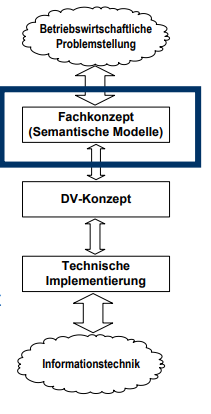 Betriebswirtschaftliche
Problemstellung
Fachkonzept
(Semantische Modelle)
DV-Konzept
Technische
Implementierung
Informationstechnik